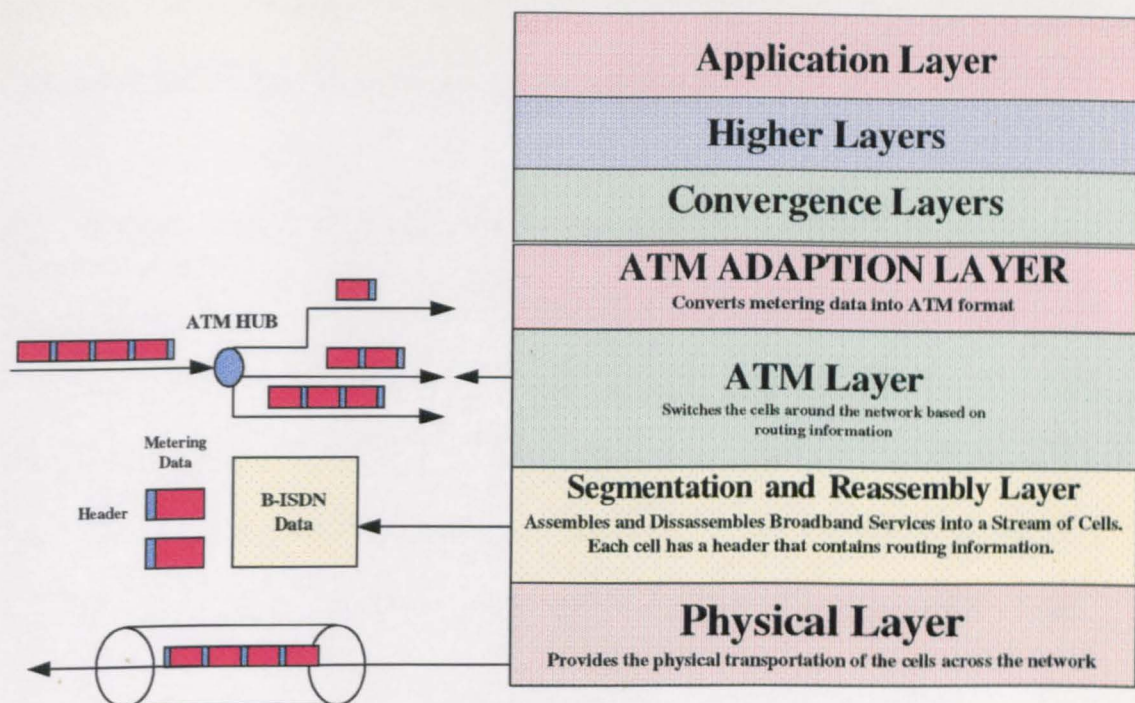 Application Layer
Higher Layers
Convergence Layers
ATM ADAPTION LAYER
Converts metering data into ATM format
ATM HUB
ATM Layer
Switches the cells around the network based on
routing information
Metering
Data
Header
B-ISDN
Data
Segmentation and Reassembly Layer
Assembles and Dissassembles Broadband Services into a Stream of Cells.
Each cell has a header that contains routing information.
Physical Layer
Provides the physical transportation of the cells across the network